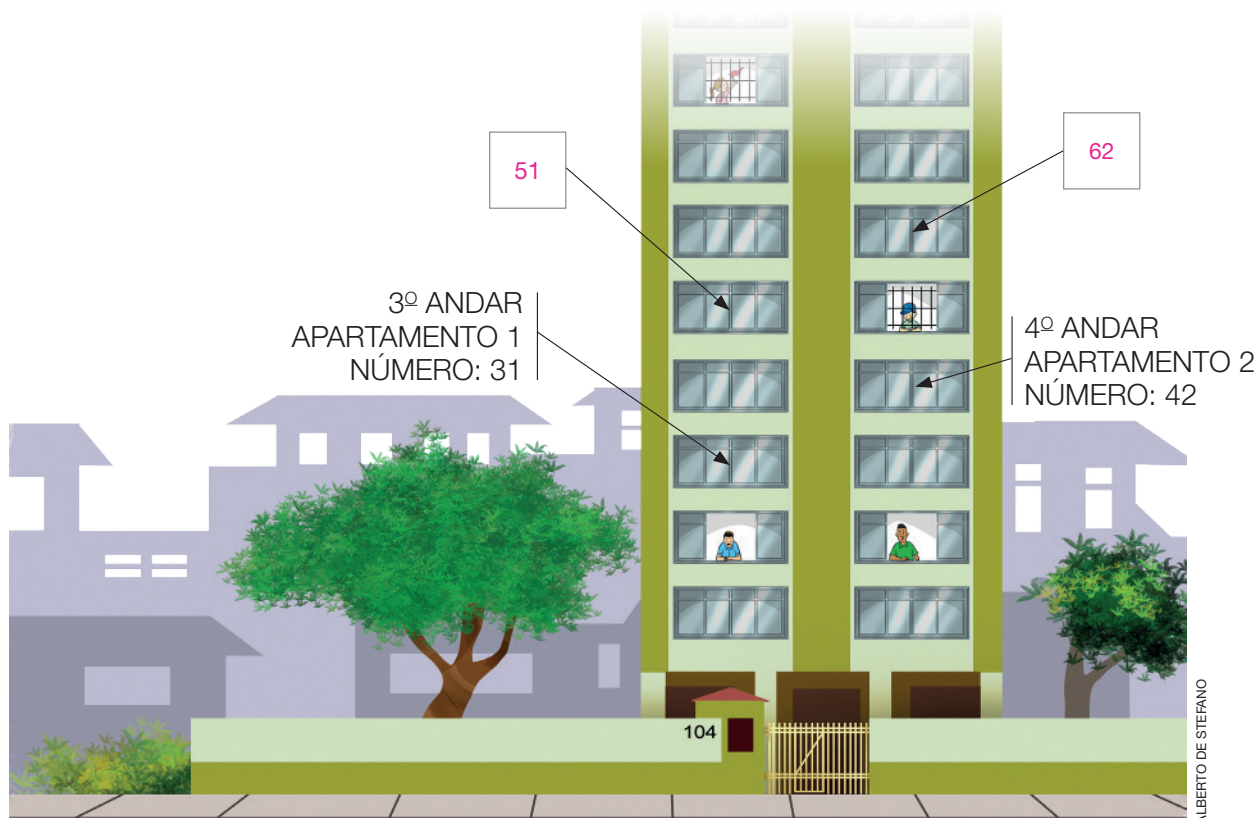 51
62
3º ANDAR
APARTAMENTO 1
NÚMERO: 31
4º ANDAR
APARTAMENTO 2
NÚMERO: 42
104
ALBERTO DE STEFANO